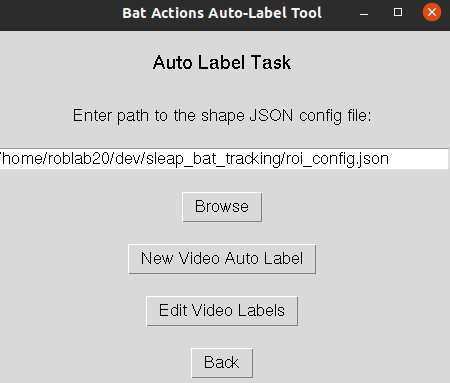 Bat Actions Auto-Label Tool
Auto Label Task
Enter path to the shape JSON config file:
/home/roblab20/dev/sleap_bat_tracking/roi_config.json
Browse
New Video Auto Label
Edit Video Labels
Back